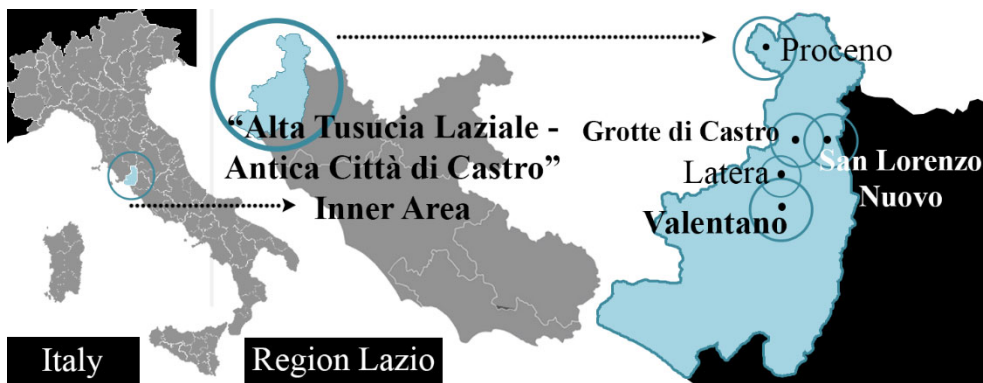 “Alta Tusucia Laziale -
Antica Città di Castro”
Inner Area
Proceno
Grotte di Castro
San Lorenzo
Nuovo
Latera
Valentano
Italy
Region Lazio